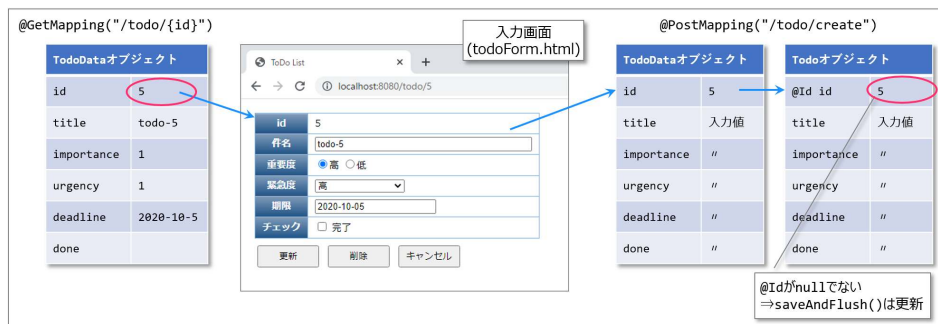 @GetMapping("/todo/{id}")
TodoDataオブジェクト
id 5
title todo-5
importance 1
urgency 1
deadline 2020-10-5
done
入力画面
(todoForm.html)
ToDo List × +
← → C ⓘ localhost:8080/todo/5
id 5
件名 todo-5
重要度 高 低
緊急度 高
期限 2020-10-05
チェック 完了
更新 削除 キャンセル
@PostMapping("/todo/create")
TodoDataオブジェクト
id 5
title 入力値
importance 〃
urgency 〃
deadline 〃
done 〃
Todoオブジェクト
@Id id 5
title 入力値
importance 〃
urgency 〃
deadline 〃
done 〃
@Idがnullでない
⇒saveAndFlush()は更新